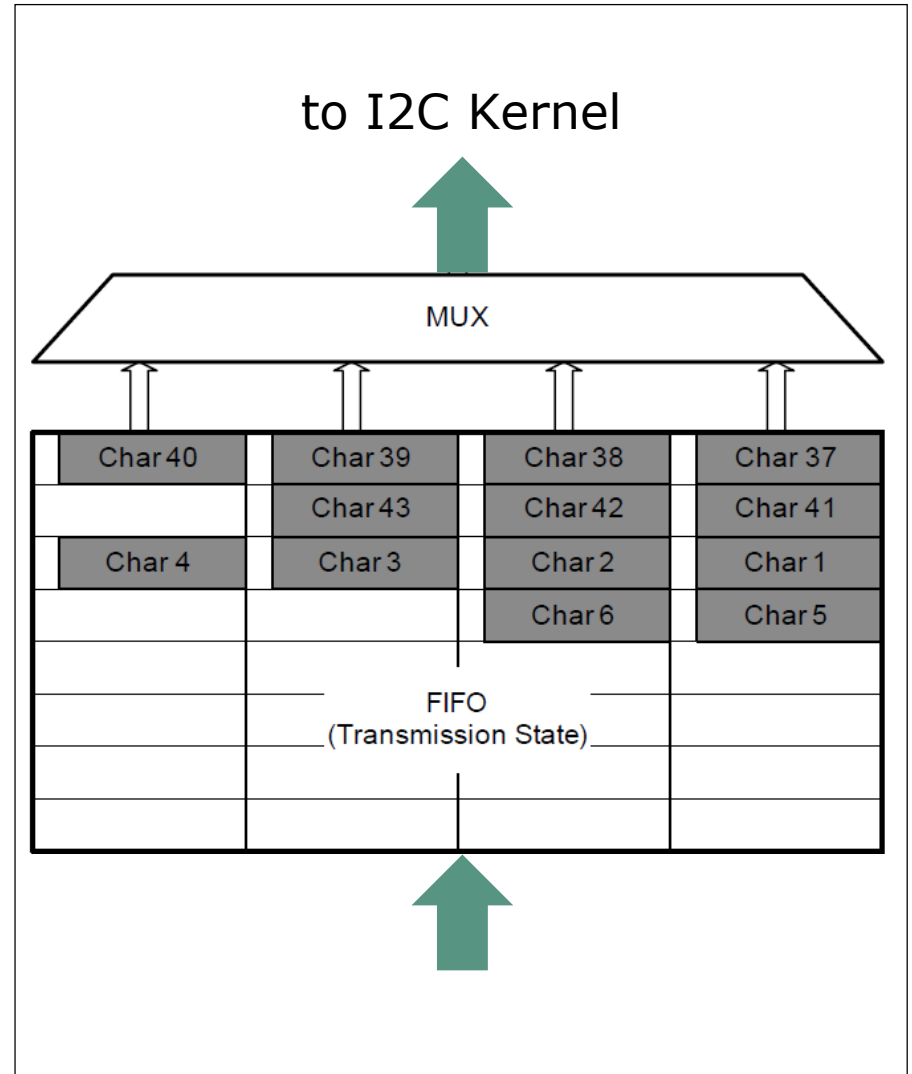 to I2C Kernel
MUX
Char 40 Char 39 Char 38 Char 37
Char 43 Char 42 Char 41
Char 4 Char 3 Char 2 Char 1
Char 6 Char 5
FIFO
(Transmission State)